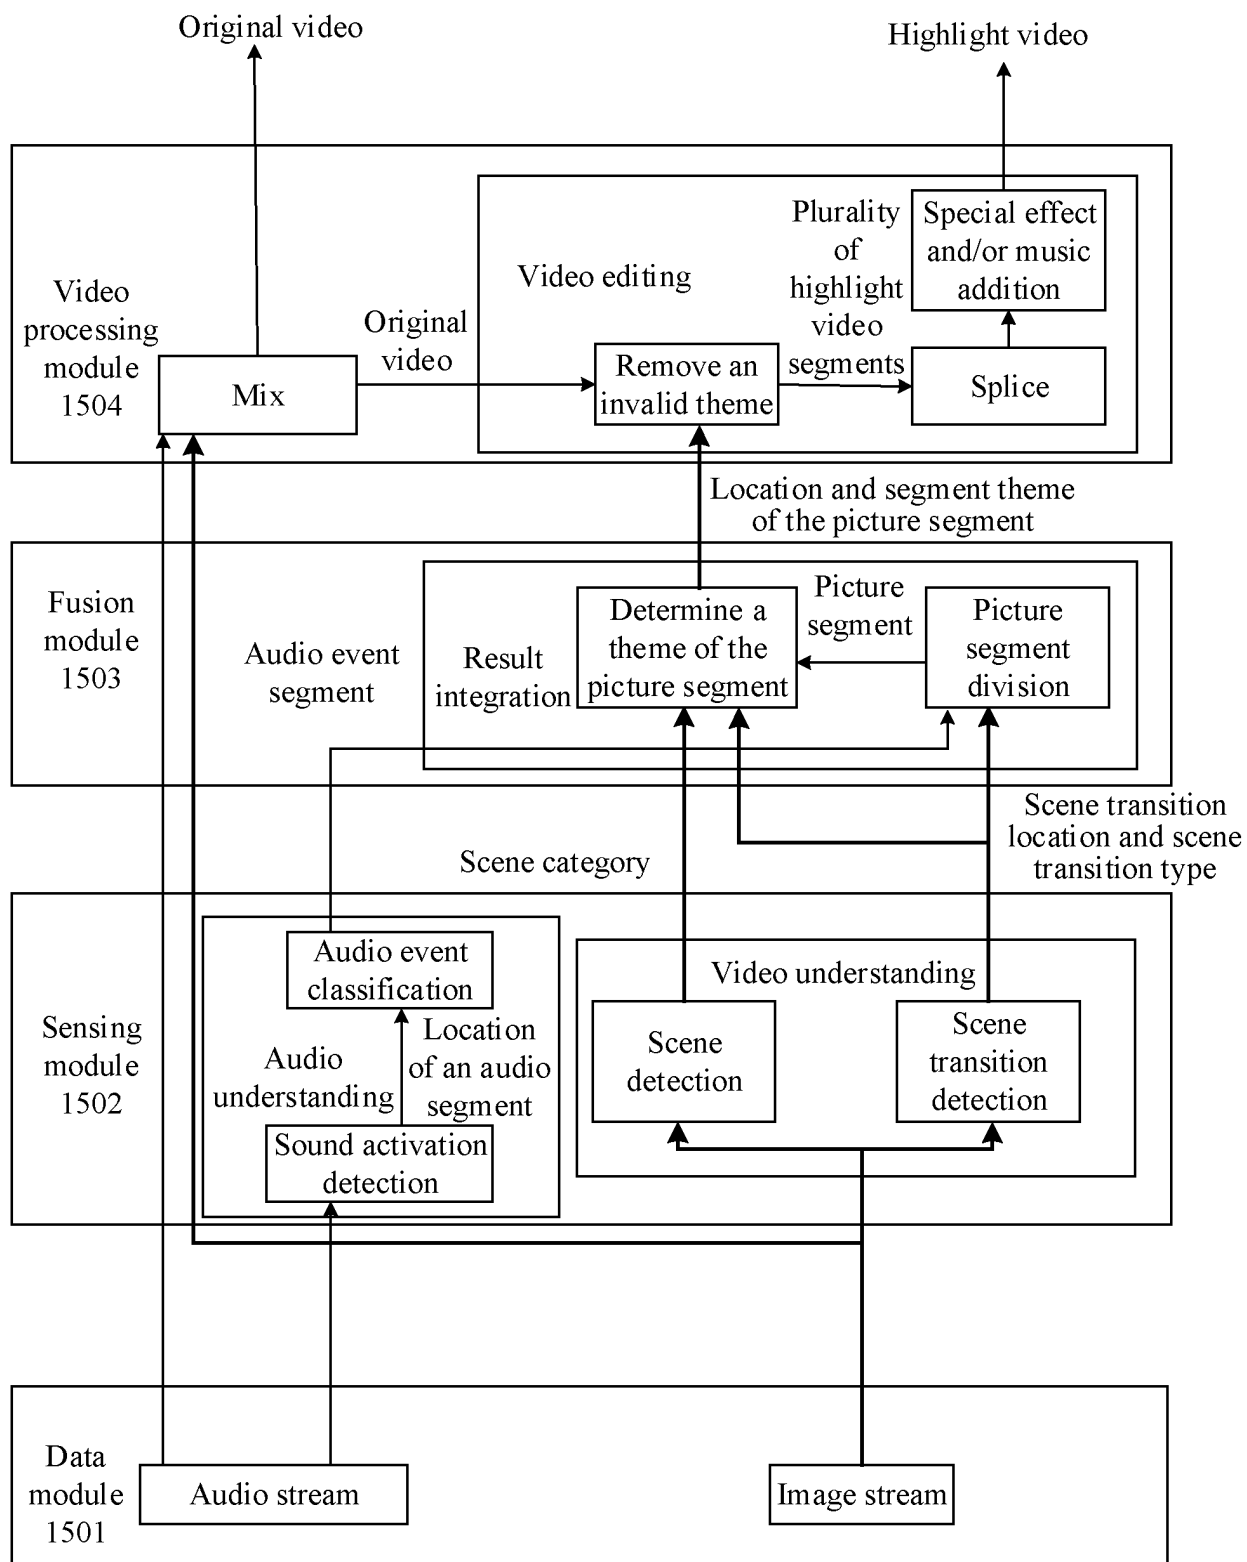 Original video
Highlight video
Video
processing
module
1504
Mix
Original
video
Video editing
Remove an
invalid theme
Plurality
of
highlight
video
segments
Special effect
and/or music
addition
Splice
Location and segment theme
of the picture segment
Fusion
module
1503
Audio event
segment
Result
integration
Determine a
theme of the
picture segment
Picture
segment
Picture
segment
division
Scene category
Scene transition
location and scene
transition type
Sensing
module
1502
Audio event
classification
Audio
understanding
Location
of an audio
segment
Sound activation
detection
Video understanding
Scene
detection
Scene
transition
detection
Data
module
1501
Audio stream
Image stream